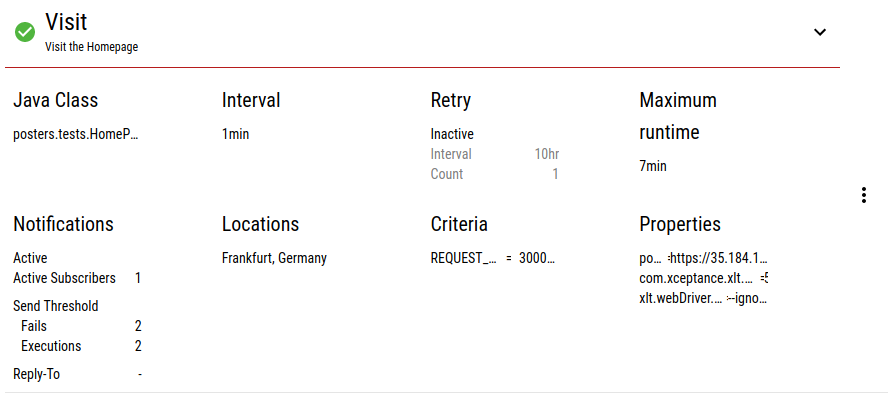 Visit
Visit the Homepage
Java Class
posters.tests.HomeP...
Interval
1min
Retry
Inactive
Interval 10hr
Count 1
Maximum
runtime
7min
Notifications
Active
Active Subscribers 1
Send Threshold
Fails 2
Executions 2
Reply-To -
Locations
Frankfurt, Germany
Criteria
REQUEST_... = 3000...
Properties
po... =https://35.184.1...
com.xceptance.xlt.... =5
xlt.webDriver.... =--igno...